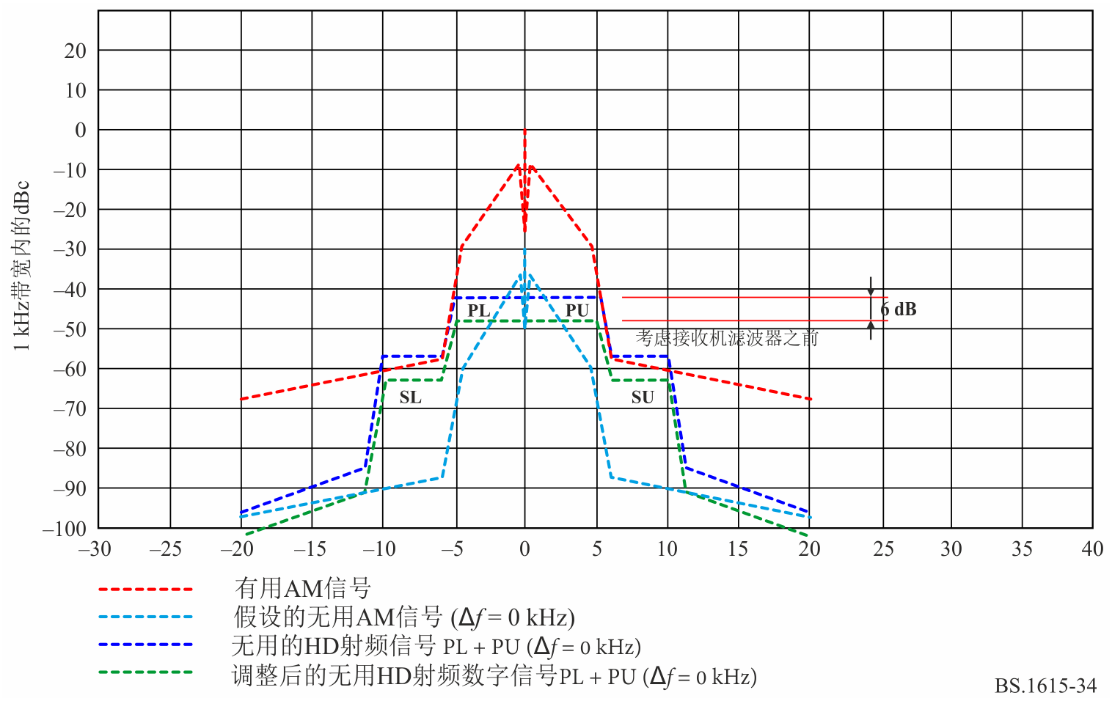 20
10
0
–10
–20
–30
–40
–50
–60
–70
–80
–90
–100
1 kHz带宽内的dBc
PL
PU
6 dB
考虑接收机滤波器之前
SL
SU
–30 –25 –20 –15 –10 –5 0 5 10 15 20 25 30 35 40
有用AM信号
假设的无用AM信号 (Δf = 0 kHz)
无用的HD射频信号 PL + PU (Δf = 0 kHz)
调整后的无用HD射频数字信号PL + PU (Δf = 0 kHz)
BS.1615-34